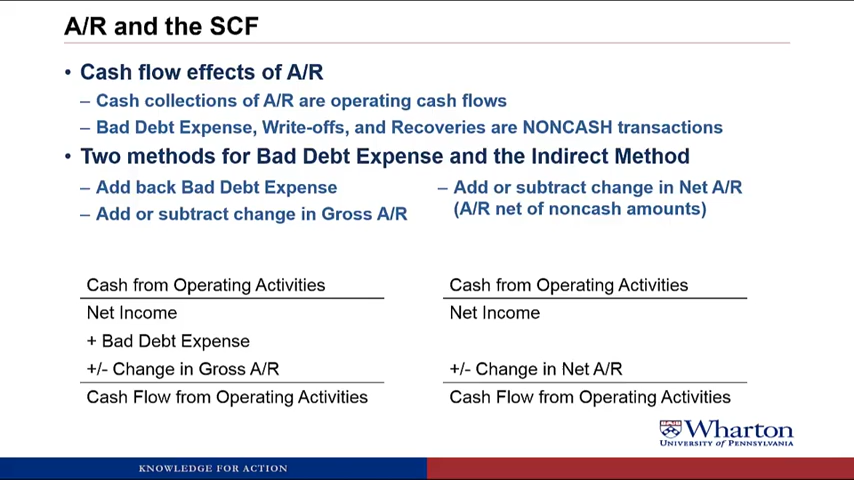 A/R and the SCF
• Cash flow effects of A/R
– Cash collections of A/R are operating cash flows
– Bad Debt Expense, Write-offs, and Recoveries are NONCASH transactions
• Two methods for Bad Debt Expense and the Indirect Method
– Add back Bad Debt Expense
– Add or subtract change in Gross A/R
– Add or subtract change in Net A/R
(A/R net of noncash amounts)
Cash from Operating Activities
Net Income
+ Bad Debt Expense
+/- Change in Gross A/R
Cash Flow from Operating Activities
Cash from Operating Activities
Net Income
+/- Change in Net A/R
Cash Flow from Operating Activities
Wharton
UNIVERSITY of PENNSYLVANIA
KNOWLEDGE FOR ACTION